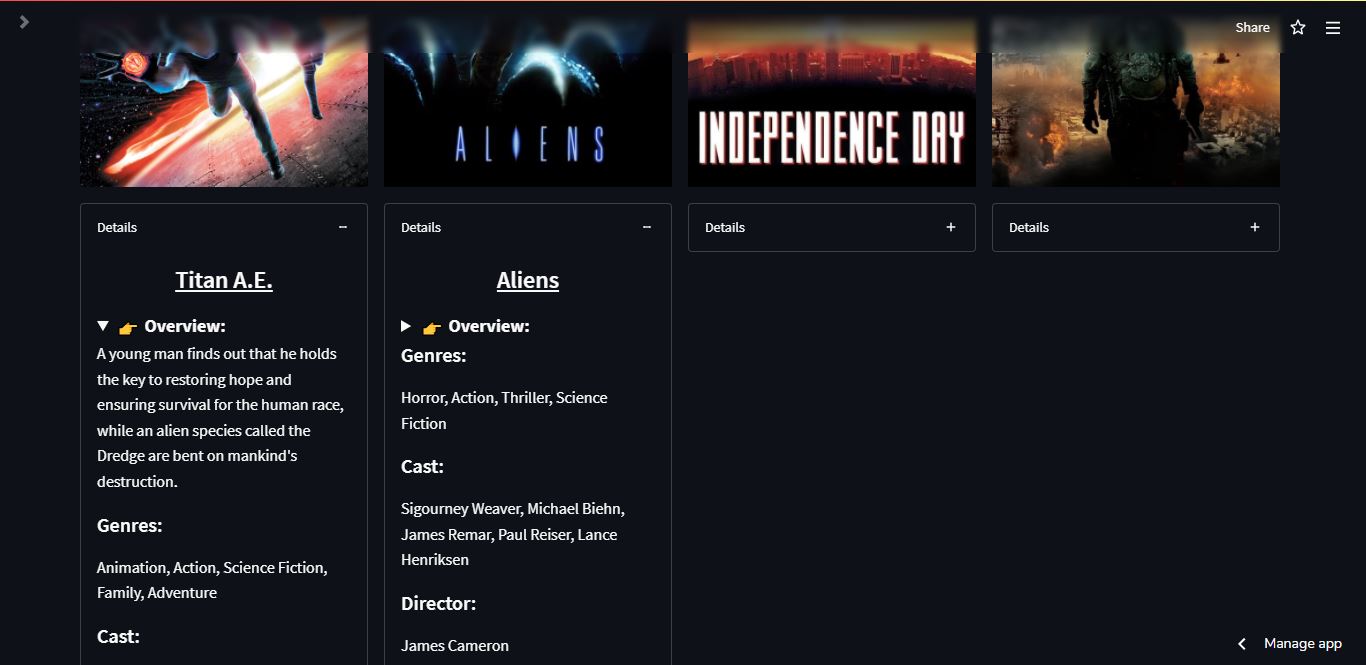 Share
ALIENS
INDEPENDENCE DAY
Details
Titan A.E.
👉 Overview:
A young man finds out that he holds
the key to restoring hope and
ensuring survival for the human race,
while an alien species called the
Dredge are bent on mankind's
destruction.
Genres:
Animation, Action, Science Fiction,
Family, Adventure
Cast:
Details
Aliens
👉 Overview:
Genres:
Horror, Action, Thriller, Science
Fiction
Cast:
Sigourney Weaver, Michael Biehn,
James Remar, Paul Reiser, Lance
Henriksen
Director:
James Cameron
Details
Details
Manage app